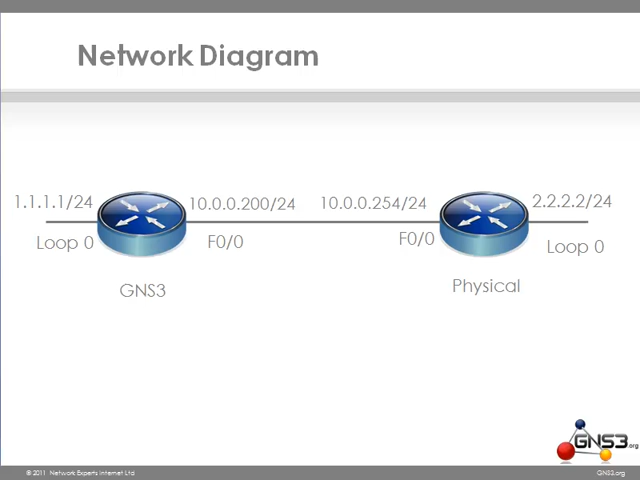 Network Diagram
1.1.1.1/24
10.0.0.200/24
10.0.0.254/24
2.2.2.2/24
Loop 0
F0/0
F0/0
Loop 0
GNS3
Physical
GNS3.org
© 2011 Network Experts Internet Ltd
GNS3.org